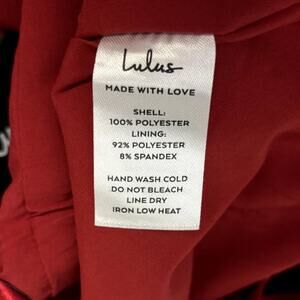 Lulus
MADE WITH LOVE
SHELL:
100% POLYESTER
LINING:
92% POLYESTER
8% SPANDEX
HAND WASH COLD
DO NOT BLEACH
LINE DRY
IRON LOW HEAT